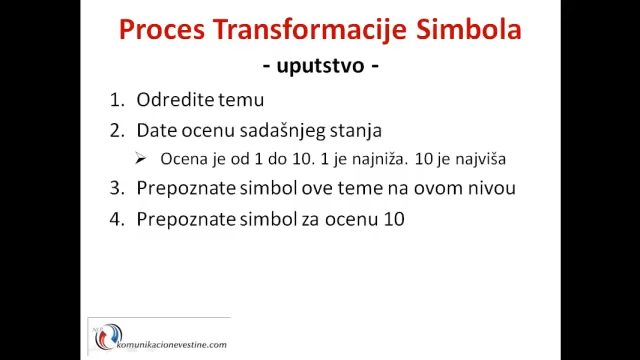 Proces Transformacije Simbola
- uputstvo -
1. Odredite temu
2. Date ocenu sadašnjeg stanja
➢ Ocena je od 1 do 10. 1 je najniža. 10 je najviša
3. Prepoznate simbol ove teme na ovom nivou
4. Prepoznate simbol za ocenu 10
komunikacionevestine.com